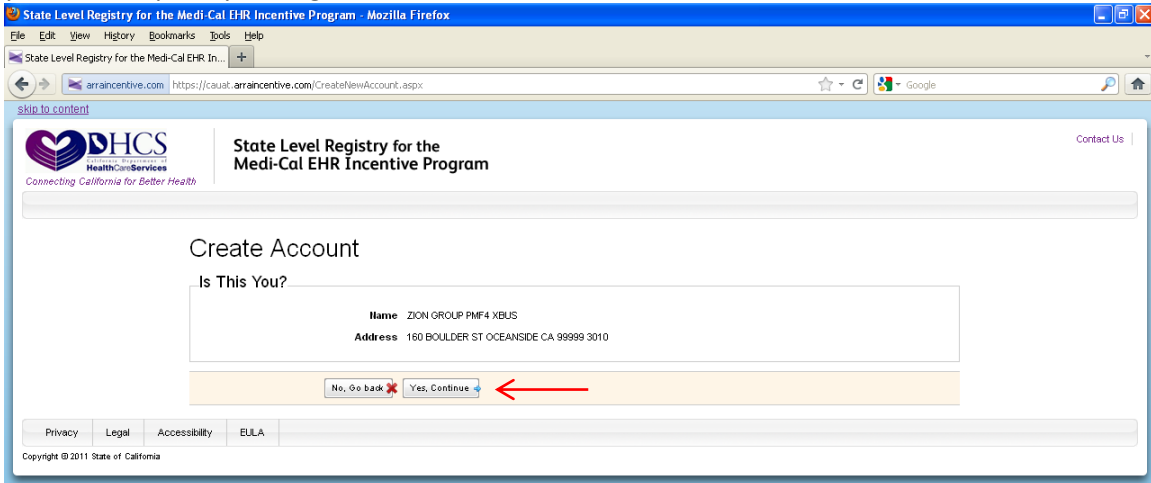 State Level Registry for the Medi-Cal EHR Incentive Program - Mozilla Firefox
File Edit View History Bookmarks Tools Help
State Level Registry for the Medi-Cal EHR In... +
arraincentive.com https://cauat.arraincentive.com/CreateNewAccount.aspx Google
skip to content
DHCS
California Department of
HealthCareServices
Connecting California for Better Health
State Level Registry for the
Medi-Cal EHR Incentive Program
Contact Us
Create Account
Is This You?
Name ZION GROUP PMF4 XBUS
Address 160 BOULDER ST OCEANSIDE CA 99999 3010
No, Go back Yes, Continue
Privacy Legal Accessibility EULA
Copyright © 2011 State of California